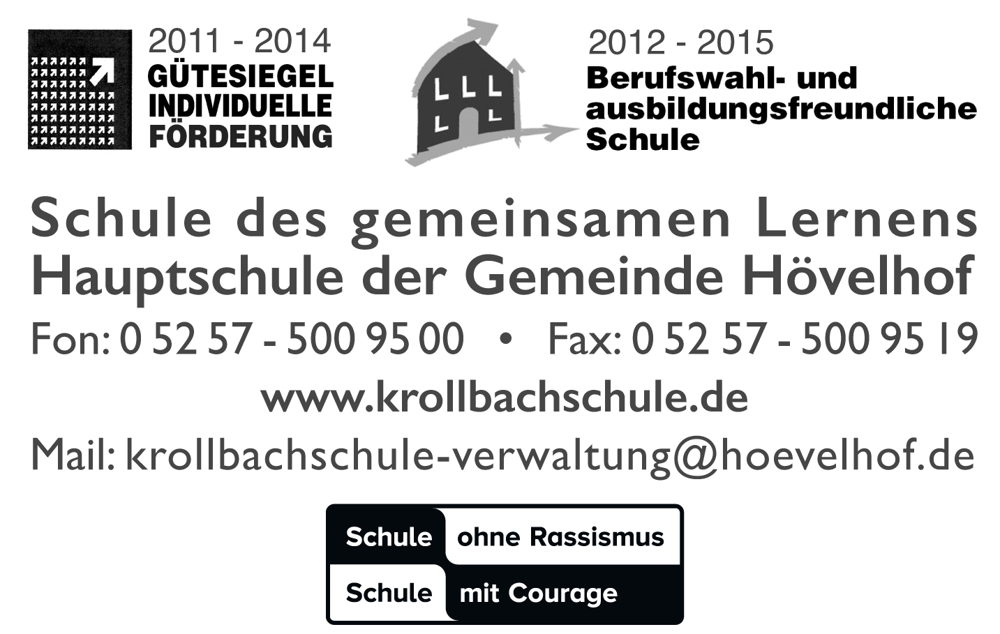 2011 - 2014
GÜTESIEGEL
INDIVIDUELLE
FÖRDERUNG
2012 - 2015
Berufswahl- und
ausbildungsfreundliche
Schule
LLL
L L
Schule des gemeinsamen Lernens
Hauptschule der Gemeinde Hövelhof
Fon: 0 52 57 - 500 95 00 • Fax: 0 52 57 - 500 95 19
www.krollbachschule.de
Mail: krollbachschule-verwaltung@hoevelhof.de
Schule ohne Rassismus
Schule mit Courage